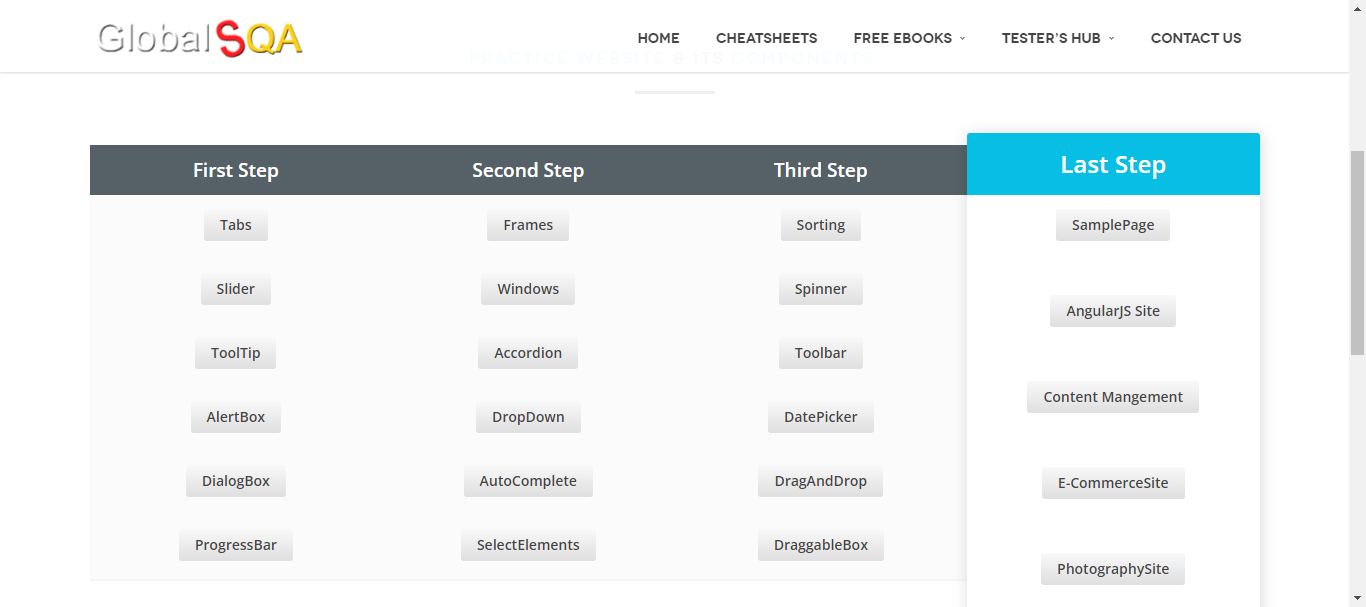 GlobalSQA
HOME CHEATSHEETS FREE EBOOKS TESTER'S HUB CONTACT US
PRACTICE WEBSITE & ITS COMPONENTS
First Step Second Step Third Step Last Step
Tabs Frames Sorting SamplePage
Slider Windows Spinner AngularJS Site
ToolTip Accordion Toolbar Content Mangement
AlertBox DropDown DatePicker E-CommerceSite
DialogBox AutoComplete DragAndDrop PhotographySite
ProgressBar SelectElements DraggableBox